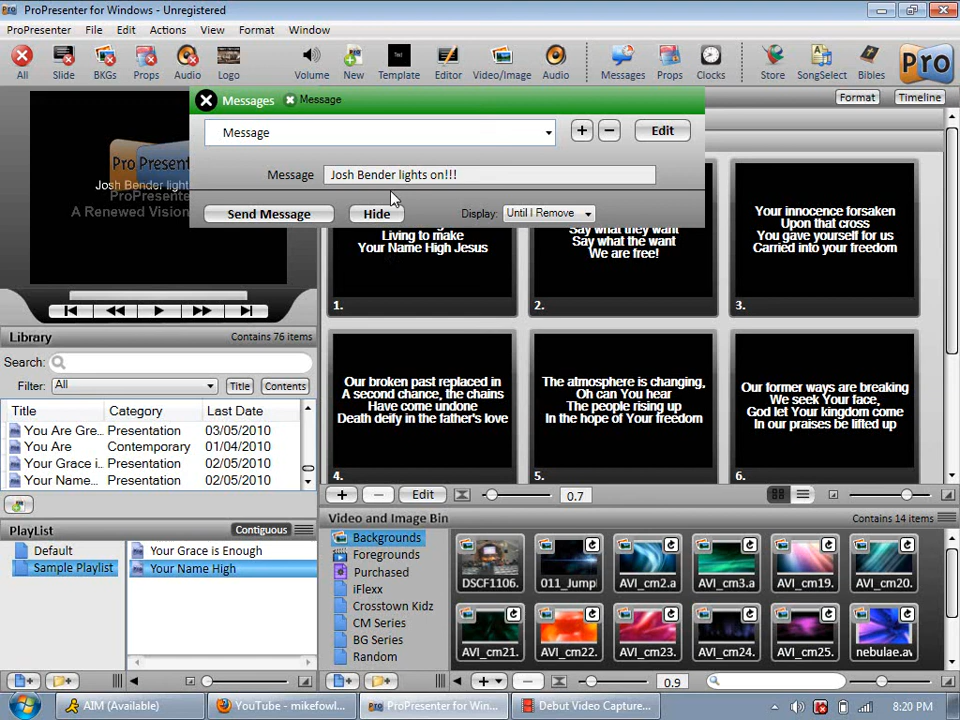 ProPresenter for Windows - Unregistered
ProPresenter File Edit Actions View Format Window
All Slide BKGs Props Audio Logo Volume New Template Editor Video/Image Audio Messages Props Clocks Store SongSelect Bibles Pro
Messages Message
Format Timeline
Message
+ − Edit
Message Josh Bender lights on!!!
Send Message Hide Display: Until I Remove
Pro Present
Josh Bender light
ProPresente
A Renewed Vision
Living to make
Your Name High Jesus
1.
Say what they want
Say what the want
We are free!
2.
Your innocence forsaken
Upon that cross
You gave yourself for us
Carried into your freedom
3.
Our broken past replaced in
A second chance, the chains
Have come undone
Death deify in the father's love
4.
The atmosphere is changing,
Oh can You hear
The people rising up
In the hope of Your freedom
5.
Our former ways are breaking
We seek Your face,
God let Your kingdom come
In our praises be lifted up
6.
Library Contains 76 items
Search:
Filter: All Title Contents
Title Category Last Date
You Are Gre... Presentation 03/05/2010
You Are Contemporary 01/04/2010
Your Grace i... Presentation 02/05/2010
Your Name... Presentation 02/05/2010
+ − Edit 0.7
PlayList Contiguous
Default
Sample Playlist
Your Grace is Enough
Your Name High
Video and Image Bin Contains 14 items
Backgrounds
Foregrounds
Purchased
iFlexx
Crosstown Kidz
CM Series
BG Series
Random
DSCF1106. 011_Jump AVI_cm2.a AVI_cm3.a AVI_cm19. AVI_cm20.
AVI_cm21. AVI_cm22. AVI_cm23. AVI_cm24. AVI_cm25. nebulae.av
0.9
AIM (Available) YouTube - mikefowl... ProPresenter for Win... Debut Video Capture... 8:20 PM